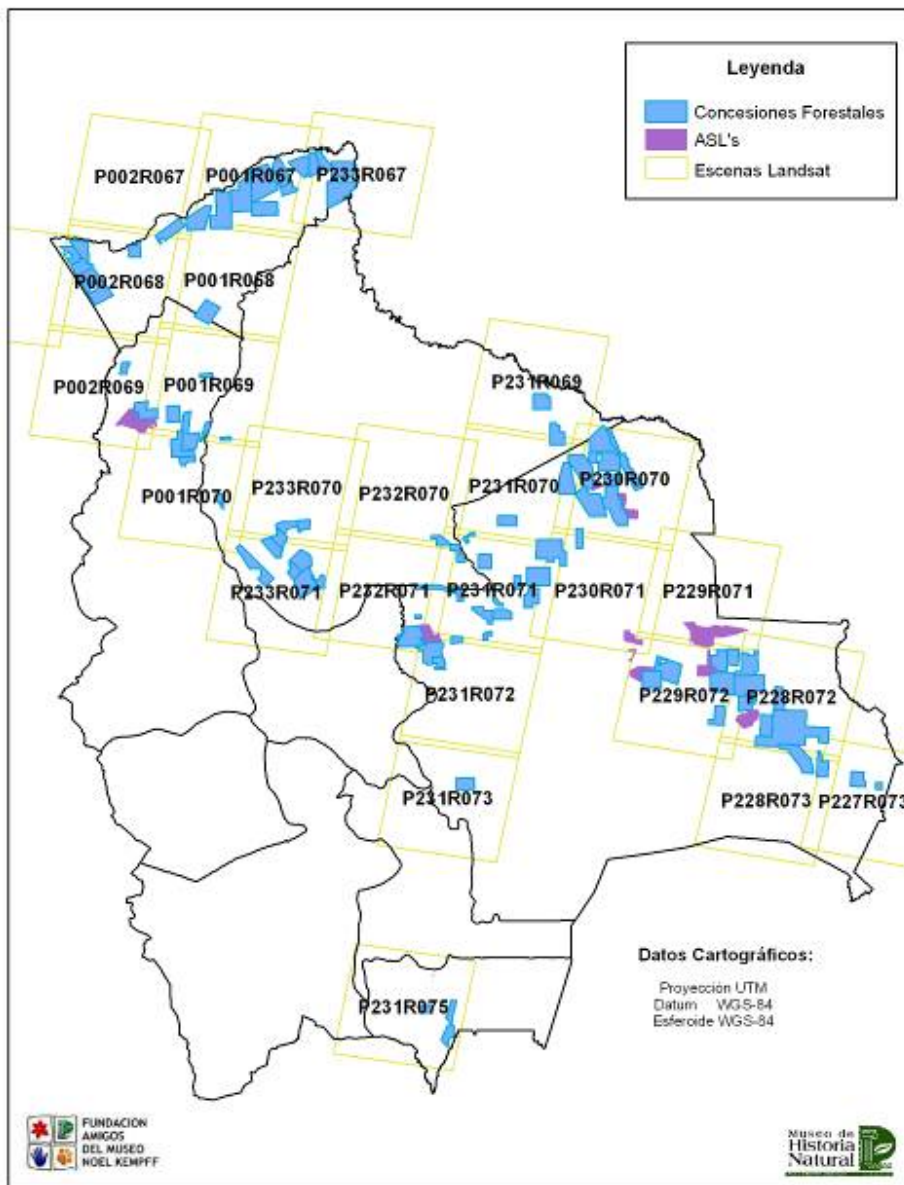 Leyenda
Concesiones Forestales
ASL's
Escenas Landsat
P002R067
P001R067
P233R067
P002R068
P001R068
P002R069
P001R069
P231R069
P001R070
P233R070
P232R070
P231R070
P230R070
P233R071
P232R071
P231R071
P230R071
P229R071
P231R072
P229R072
P228R072
P231R073
P228R073
P227R073
P231R075
Datos Cartográficos:
Proyección UTM
Datum WGS-84
Esferoide WGS-84
FUNDACION
AMIGOS
DEL MUSEO
NOEL KEMPFF
Museo de
Historia
Natural